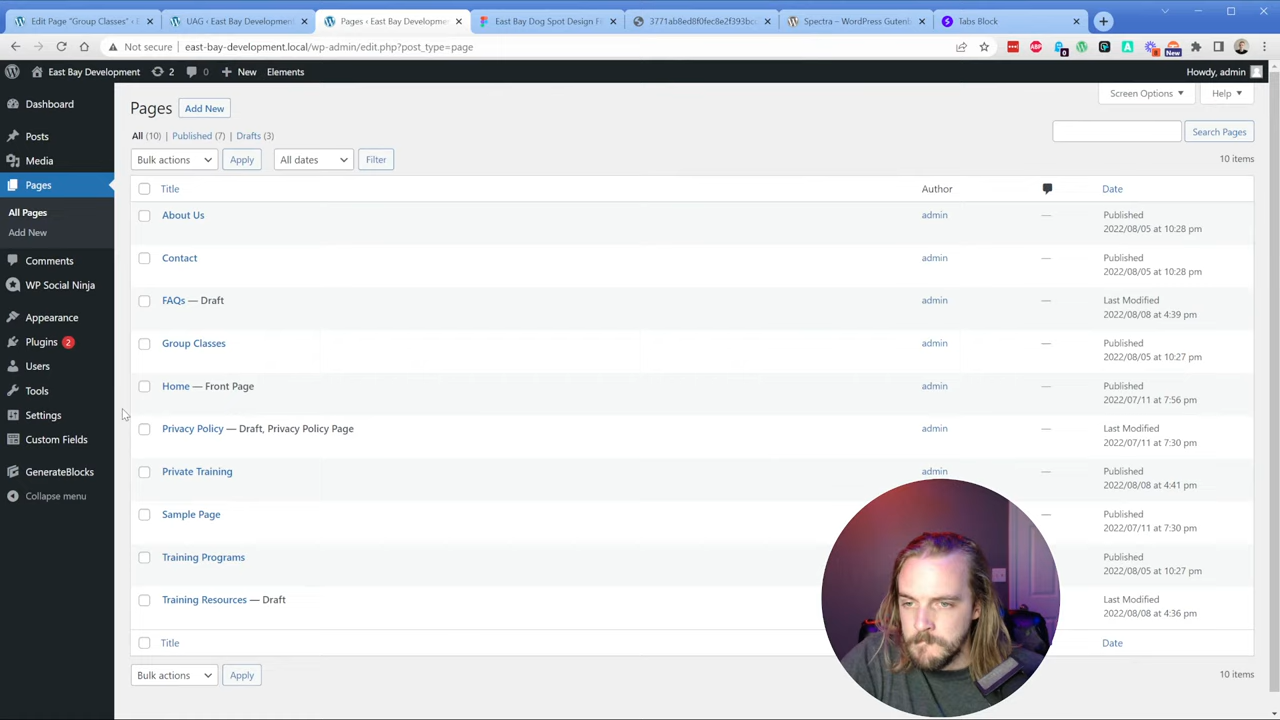 Edit Page "Group Classes" ‹
UAG ‹ East Bay Development
Pages ‹ East Bay Developme
East Bay Dog Spot Design F
3771ab8ed8f0fec8e2f393bc
Spectra – WordPress Gutenb
Tabs Block
Not secure
east-bay-development.local/wp-admin/edit.php?post_type=page
New
East Bay Development
2
0
New
Elements
Howdy, admin
Dashboard
Posts
Media
Pages
All Pages
Add New
Comments
WP Social Ninja
Appearance
Plugins 2
Users
Tools
Settings
Custom Fields
GenerateBlocks
Collapse menu
Screen Options
Help
Pages
Add New
All (10) | Published (7) | Drafts (3)
Search Pages
Bulk actions
Apply
All dates
Filter
10 items
Title
Author
Date
About Us
admin
—
Published
2022/08/05 at 10:28 pm
Contact
admin
—
Published
2022/08/05 at 10:28 pm
FAQs — Draft
admin
—
Last Modified
2022/08/08 at 4:39 pm
Group Classes
admin
—
Published
2022/08/05 at 10:27 pm
Home — Front Page
admin
—
Published
2022/07/11 at 7:56 pm
Privacy Policy — Draft, Privacy Policy Page
admin
—
Last Modified
2022/07/11 at 7:30 pm
Private Training
admin
—
Published
2022/08/08 at 4:41 pm
Sample Page
—
Published
2022/07/11 at 7:30 pm
Training Programs
Published
2022/08/05 at 10:27 pm
Training Resources — Draft
Last Modified
2022/08/08 at 4:36 pm
Title
Date
Bulk actions
Apply
10 items